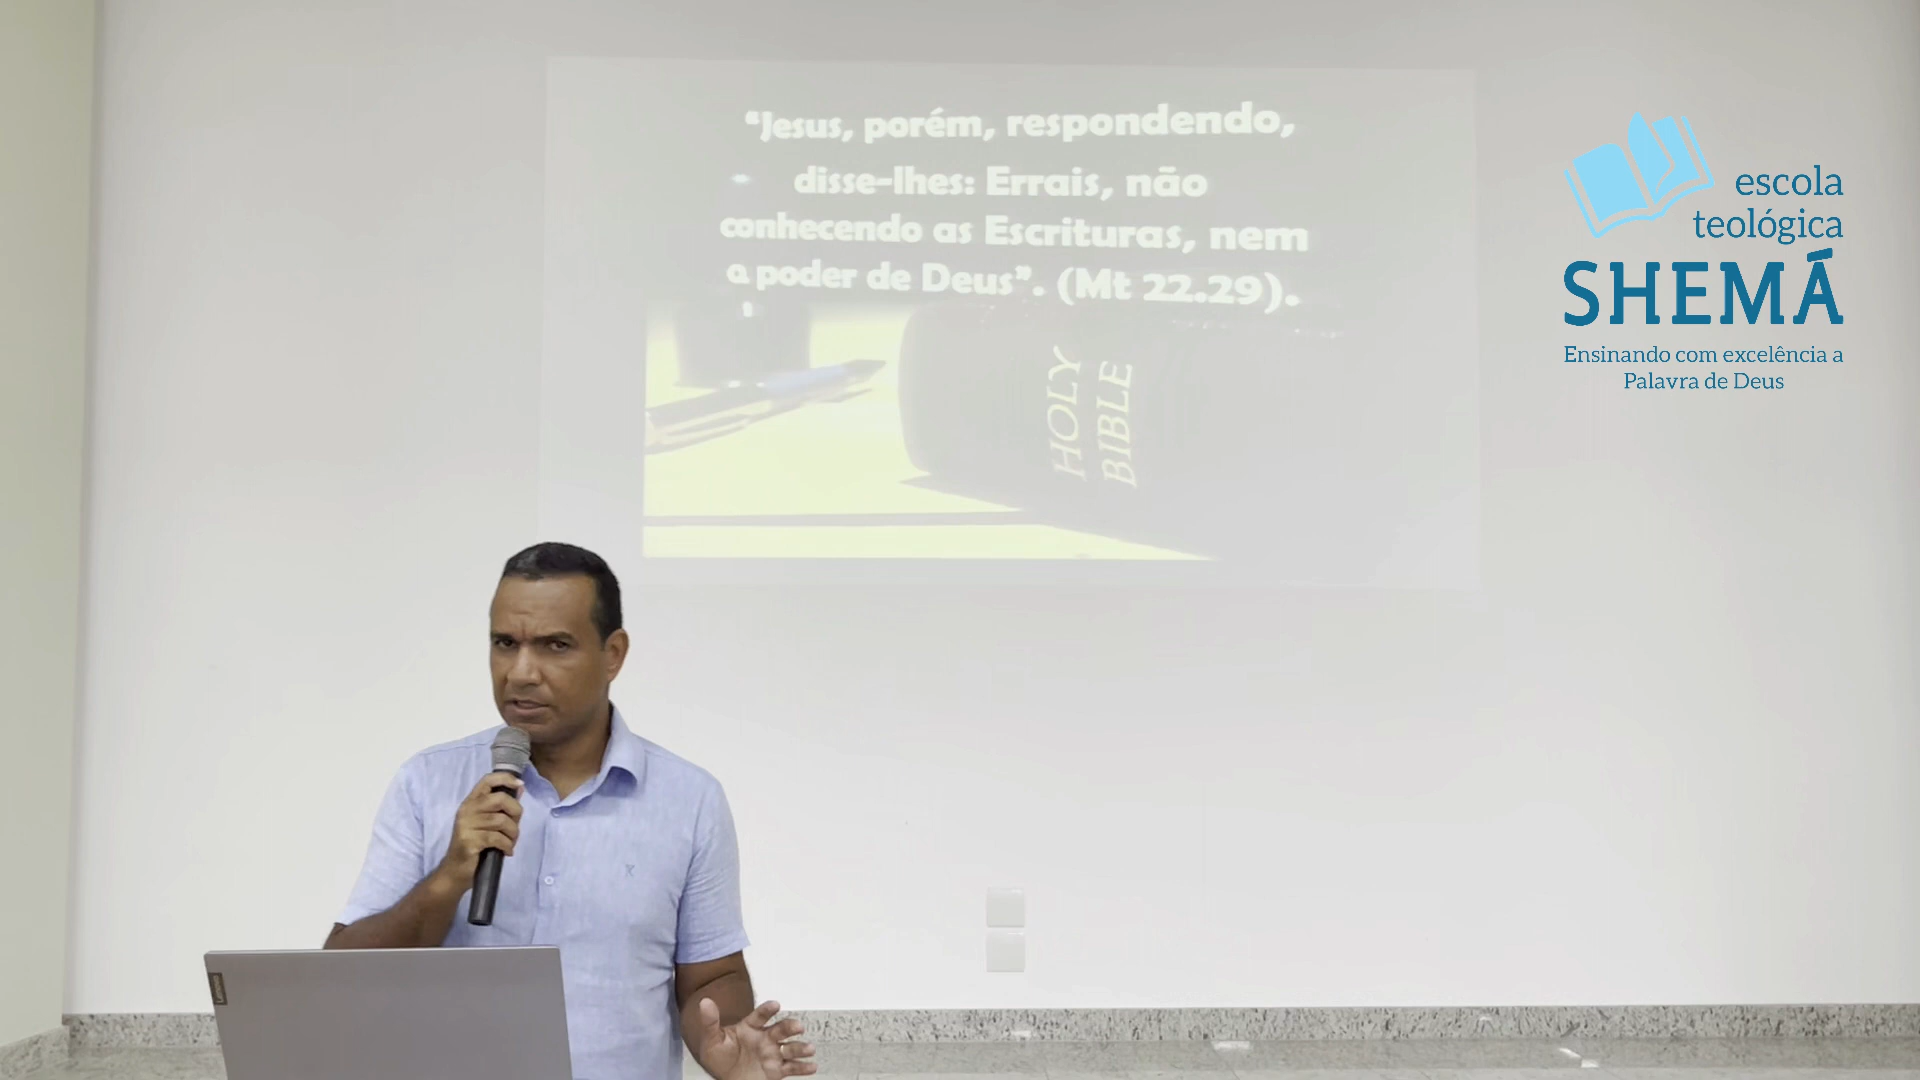 “Jesus, porém, respondendo,
disse-lhes: Errais, não
conhecendo as Escrituras, nem
o poder de Deus”. (Mt 22.29).
HOLY
BIBLE
escola
teológica
SHEMÁ
Ensinando com excelência a
Palavra de Deus
Lenovo